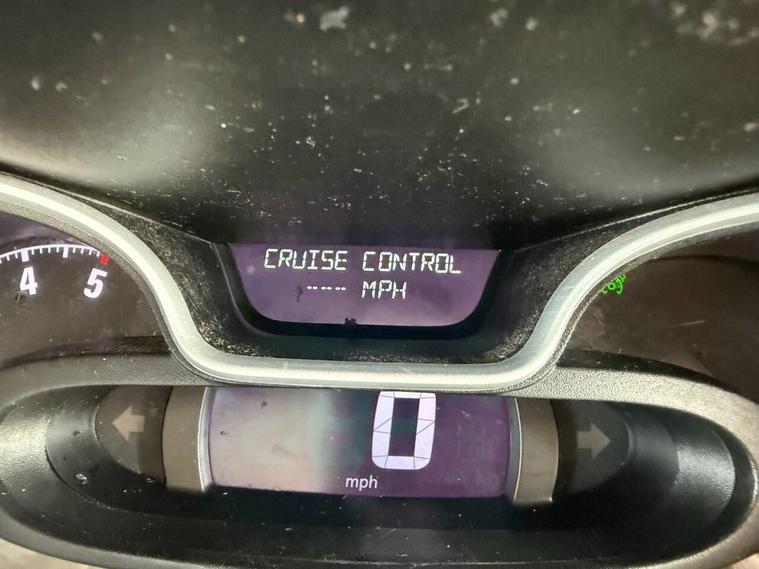 CRUISE CONTROL
---- MPH
4
5
0
mph